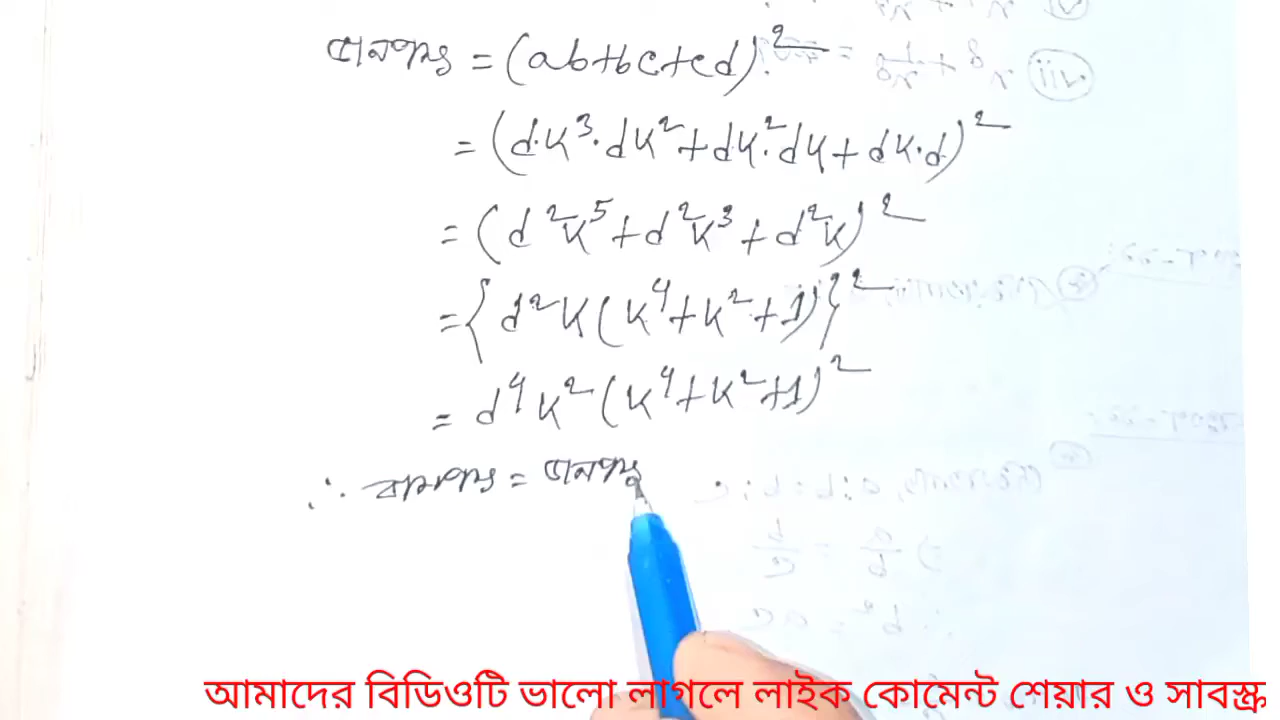 ডানপক্ষ = (ab+bc+cd)²
= (d.k³.dk²+dk².dk+dk.d)²
= (d²k⁵+d²k³+d²k)²
={d²k(k⁴+k²+1)}²
= d⁴k²(k⁴+k²+1)²
∴ বামপক্ষ = ডানপক্ষ
আমাদের বিডিওটি ভালো লাগলে লাইক কোমেন্ট শেয়ার ও সাবস্ক্র